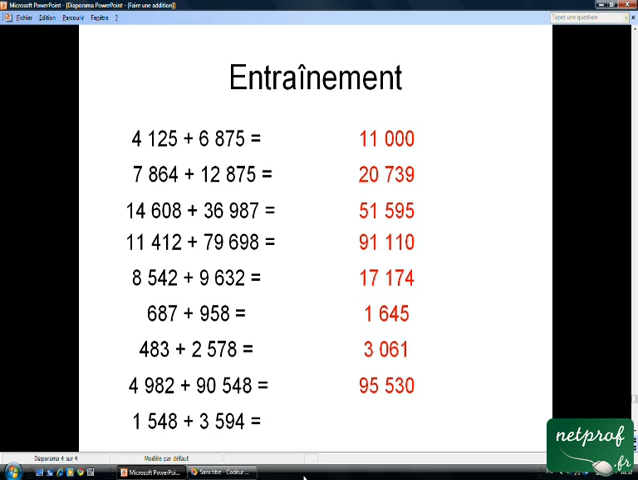 Microsoft PowerPoint - [Diaporama PowerPoint - [Faire une addition]]
Fichier Edition Parcourir Fenêtre ?
Tapez une question
Entraînement
4 125 + 6 875 = 11 000
7 864 + 12 875 = 20 739
14 608 + 36 987 = 51 595
11 412 + 79 698 = 91 110
8 542 + 9 632 = 17 174
687 + 958 = 1 645
483 + 2 578 = 3 061
4 982 + 90 548 = 95 530
1 548 + 3 594 =
netprof
.fr
Diaporama 4 sur 4 Modèle par défaut
Microsoft PowerPoint... Sans titre - Codeur ...